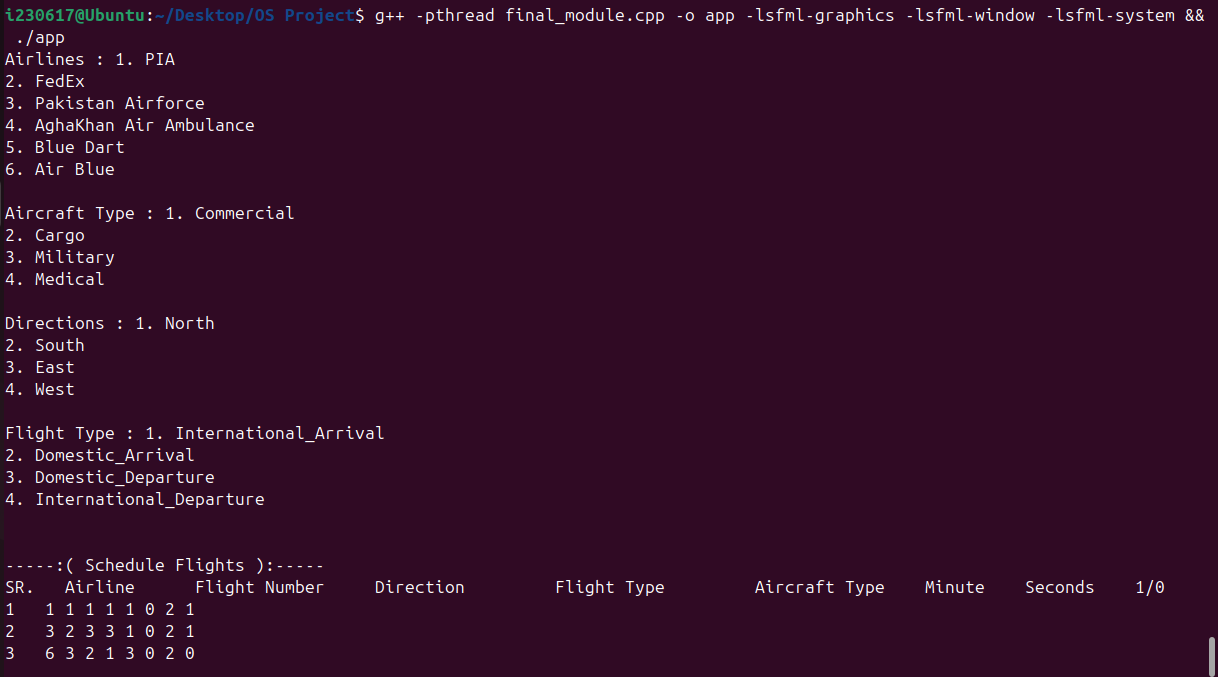 i230617@Ubuntu:~/Desktop/OS Project$ g++ -pthread final_module.cpp -o app -lsfml-graphics -lsfml-window -lsfml-system &&
 ./app
Airlines : 1. PIA
2. FedEx
3. Pakistan Airforce
4. AghaKhan Air Ambulance
5. Blue Dart
6. Air Blue

Aircraft Type : 1. Commercial
2. Cargo
3. Military
4. Medical

Directions : 1. North
2. South
3. East
4. West

Flight Type : 1. International_Arrival
2. Domestic_Arrival
3. Domestic_Departure
4. International_Departure


-----:( Schedule Flights ):-----
SR.   Airline      Flight Number     Direction         Flight Type         Aircraft Type    Minute    Seconds    1/0
1   1 1 1 1 1 0 2 1
2   3 2 3 3 1 0 2 1
3   6 3 2 1 3 0 2 0